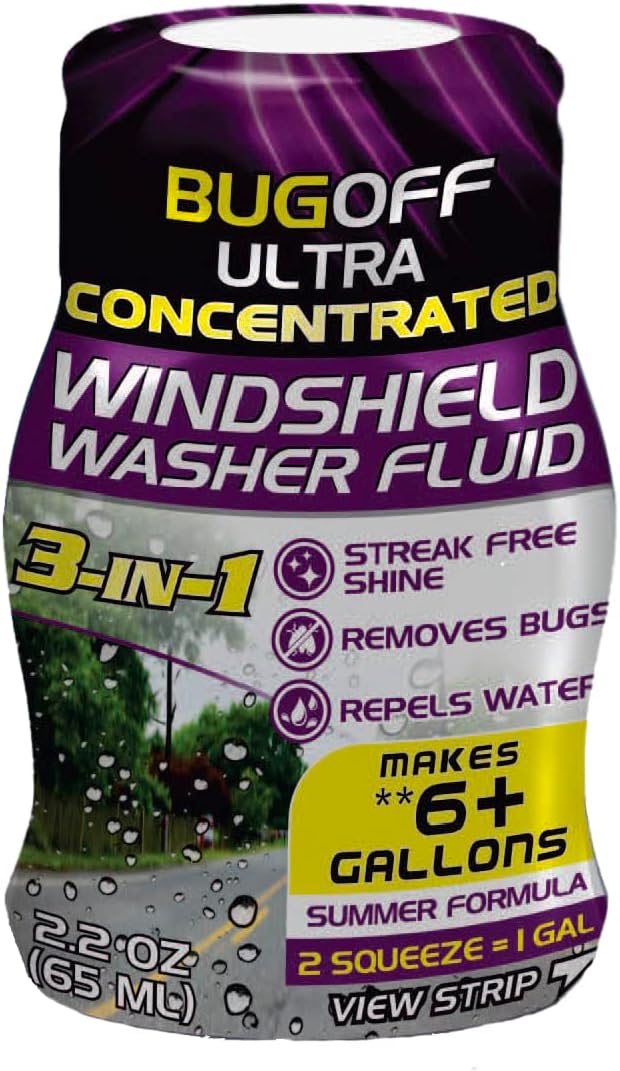 BUGOFF
ULTRA
CONCENTRATED
WINDSHIELD
WASHER FLUID
3-IN-1
STREAK FREE
SHINE
REMOVES BUGS
REPELS WATER
MAKES
**6+
GALLONS
SUMMER FORMULA
2 SQUEEZE = 1 GAL
VIEW STRIP
2.2 OZ
(65 ML)